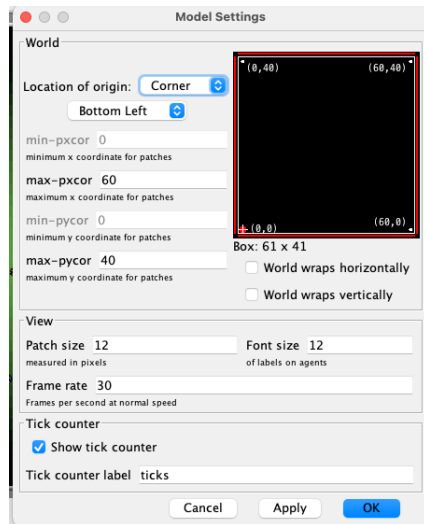 Model Settings
World
Location of origin: Corner
Bottom Left
min-pxcor 0
minimum x coordinate for patches
max-pxcor 60
maximum x coordinate for patches
min-pycor 0
minimum y coordinate for patches
max-pycor 40
maximum y coordinate for patches
(0,40) (60,40)
(0,0) (60,0)
Box: 61 x 41
World wraps horizontally
World wraps vertically
View
Patch size 12
measured in pixels
Font size 12
of labels on agents
Frame rate 30
Frames per second at normal speed
Tick counter
Show tick counter
Tick counter label ticks
Cancel Apply OK